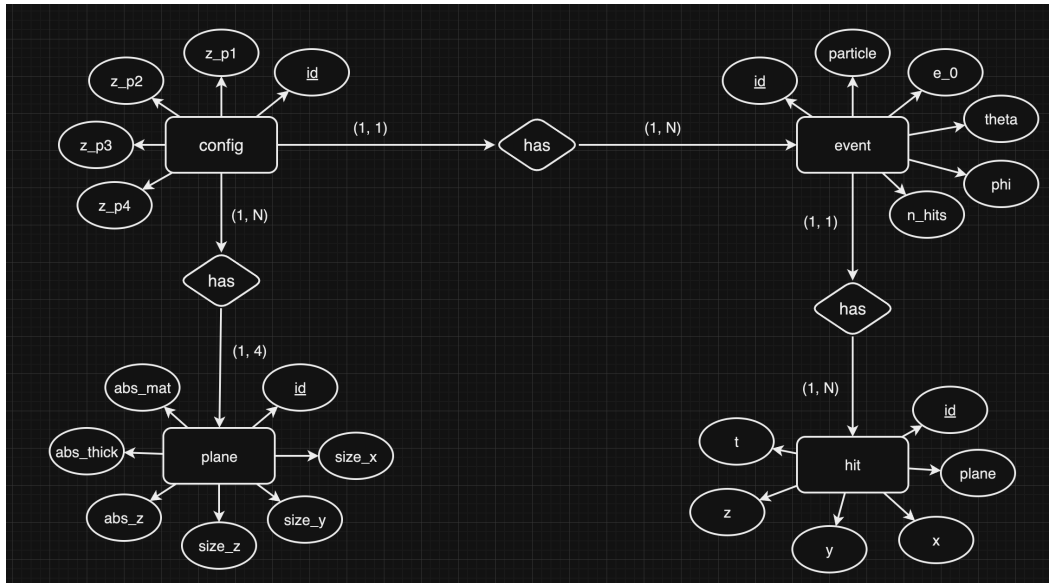 z_p1
id
z_p2
z_p3
z_p4
config
(1, 1)
has
(1, N)
particle
id
e_0
theta
event
phi
n_hits
(1, N)
has
(1, 4)
(1, 1)
has
(1, N)
abs_mat
id
abs_thick
plane
size_x
abs_z
size_y
size_z
id
t
hit
plane
z
y
x